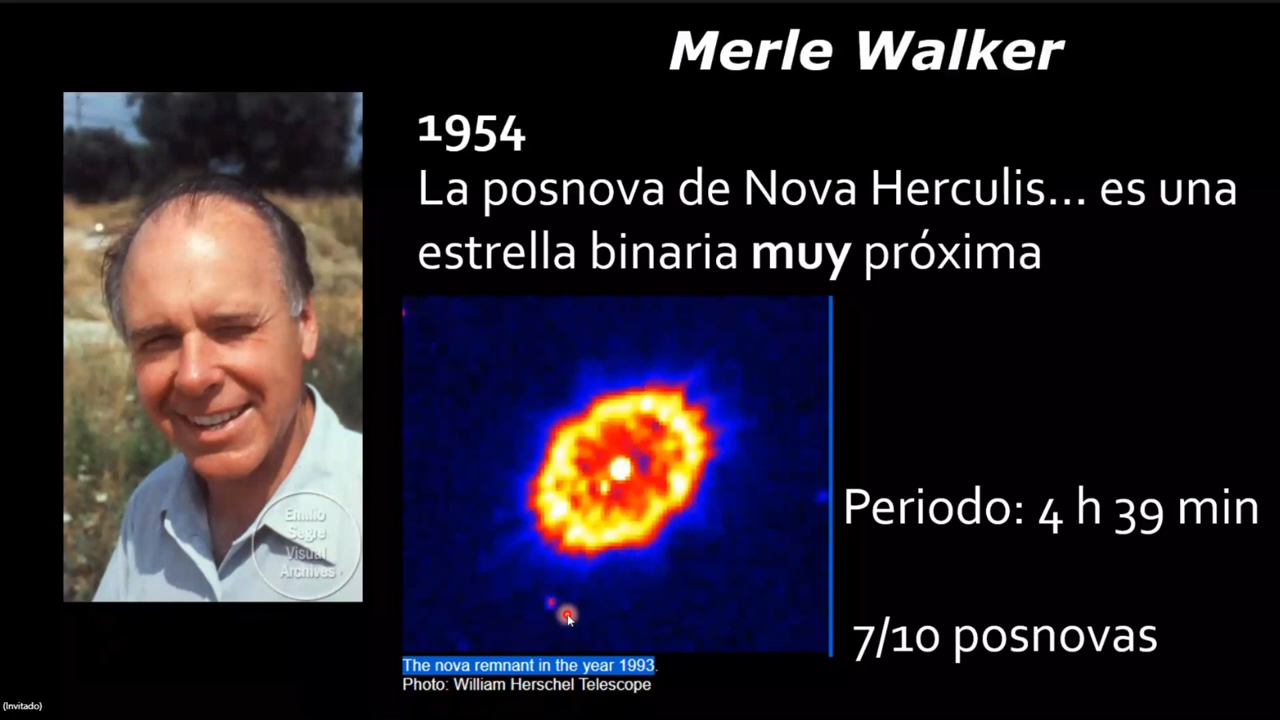 Merle Walker
1954
La posnova de Nova Herculis... es una
estrella binaria muy próxima
Emilio
Segrè
Visual
Archives
Periodo: 4 h 39 min
7/10 posnovas
The nova remnant in the year 1993.
Photo: William Herschel Telescope
(Invitado)